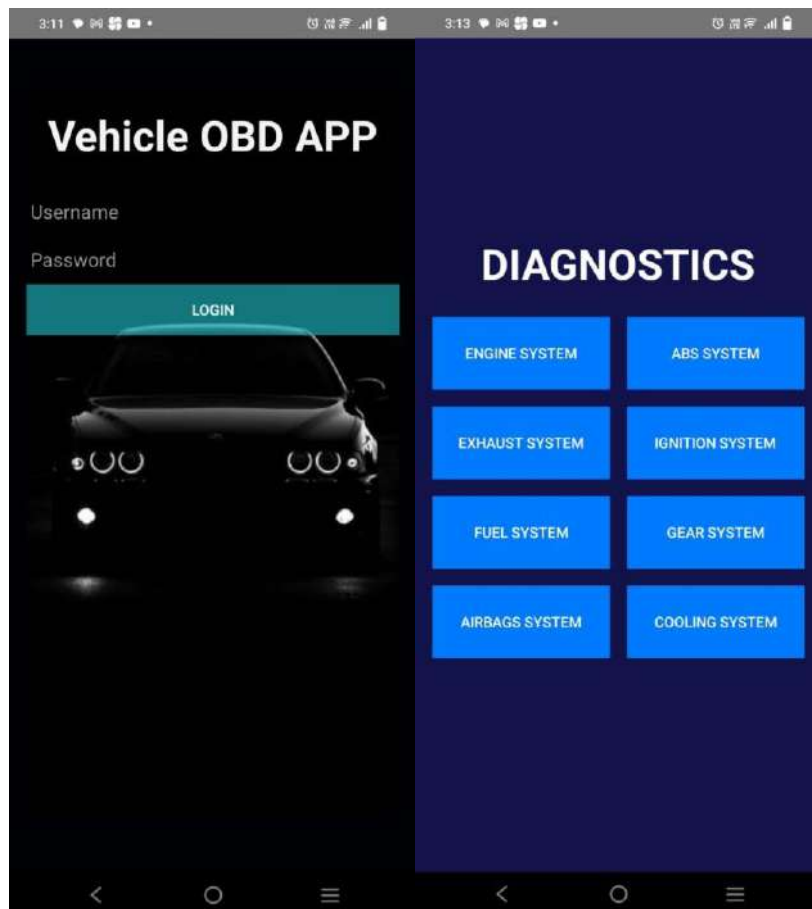 3:11
Vehicle OBD APP
Username
Password
LOGIN
3:13
DIAGNOSTICS
ENGINE SYSTEM
ABS SYSTEM
EXHAUST SYSTEM
IGNITION SYSTEM
FUEL SYSTEM
GEAR SYSTEM
AIRBAGS SYSTEM
COOLING SYSTEM